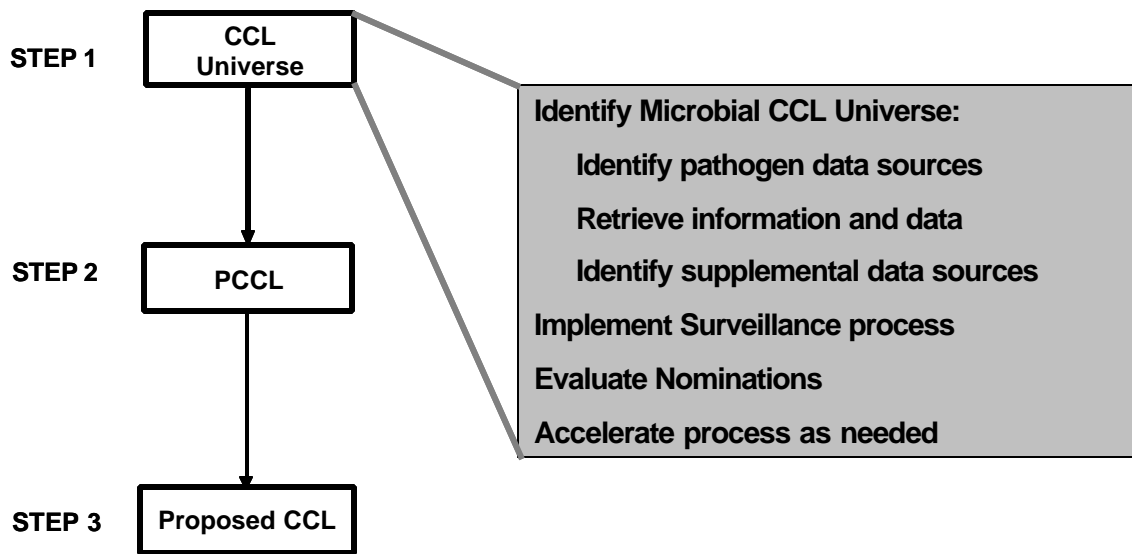 STEP 1
CCL
Universe
Identify Microbial CCL Universe:
Identify pathogen data sources
Retrieve information and data
Identify supplemental data sources
Implement Surveillance process
Evaluate Nominations
Accelerate process as needed
STEP 2
PCCL
STEP 3
Proposed CCL